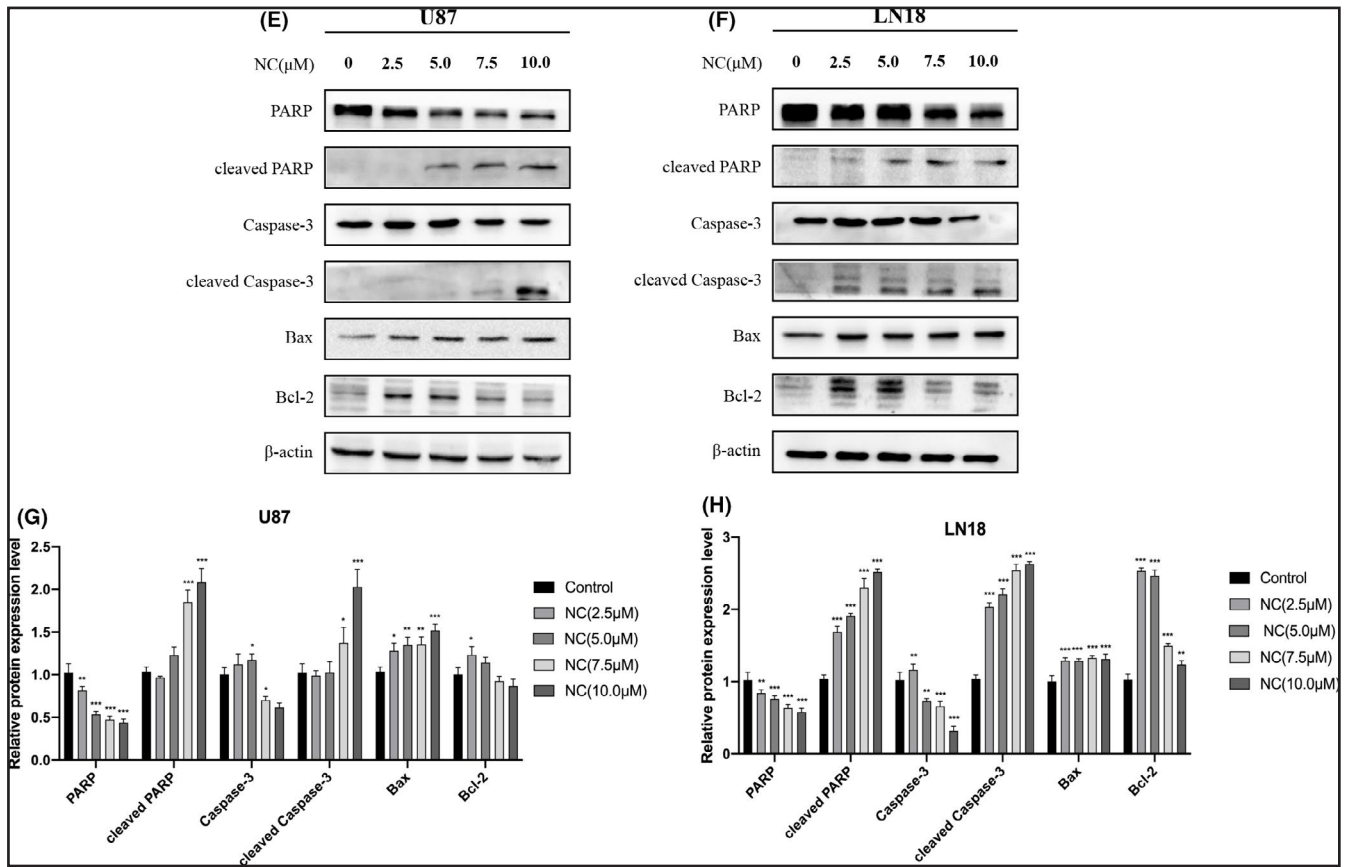 (E) U87
NC(μM) 0 2.5 5.0 7.5 10.0
PARP
cleaved PARP
Caspase-3
cleaved Caspase-3
Bax
Bcl-2
β-actin
(F) LN18
NC(μM) 0 2.5 5.0 7.5 10.0
PARP
cleaved PARP
Caspase-3
cleaved Caspase-3
Bax
Bcl-2
β-actin
(G)
U87
Relative protein expression level
2.5
2.0
1.5
1.0
0.5
0.0
** *** *** ***
*** ***
* *
* ***
* ** ** ***
*
PARP
cleaved PARP
Caspase-3
cleaved Caspase-3
Bax
Bcl-2
Control
NC(2.5μM)
NC(5.0μM)
NC(7.5μM)
NC(10.0μM)
(H)
LN18
Relative protein expression level
3
2
1
0
** *** *** ***
*** *** *** ***
** ** *** ***
*** *** *** ***
*** *** *** ***
*** *** *** **
PARP
cleaved PARP
Caspase-3
cleaved Caspase-3
Bax
Bcl-2
Control
NC(2.5μM)
NC(5.0μM)
NC(7.5μM)
NC(10.0μM)